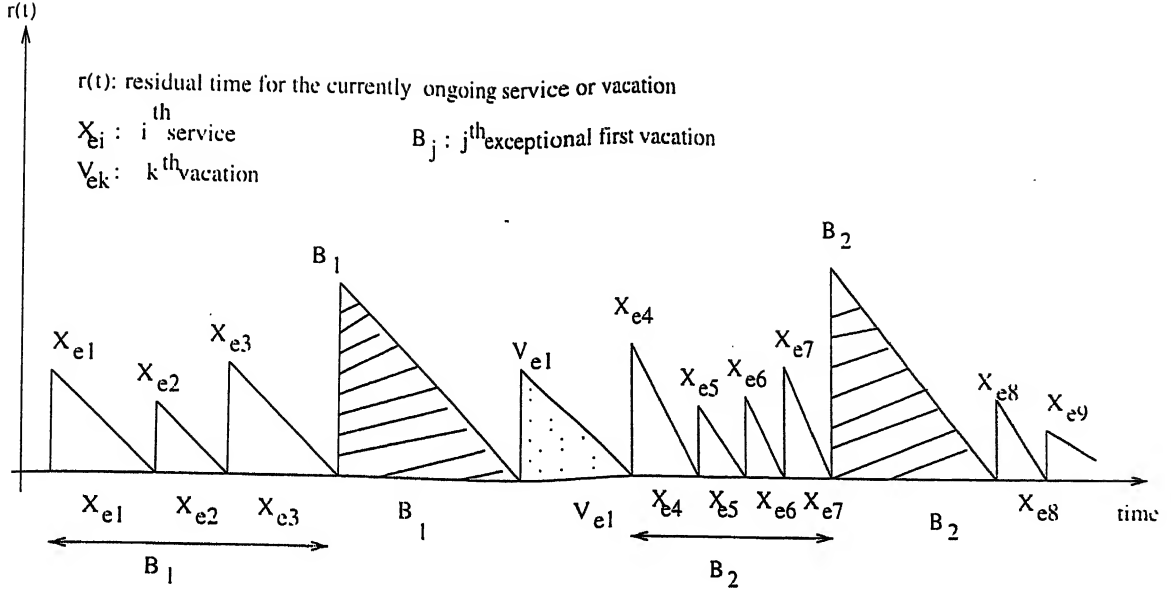 r(t)
r(t): residual time for the currently ongoing service or vacation
X_ei : i^th service
B_j : j^th exceptional first vacation
V_ek : k^th vacation
B_2
B_1
X_e4
X_e3
X_e1
X_e7
V_e1
X_e2
X_e6
X_e5
X_e8
X_e9
X_e1 X_e2 X_e3 B_1 V_e1 X_e4 X_e5 X_e6 X_e7 B_2 X_e8 time
B_1 B_2